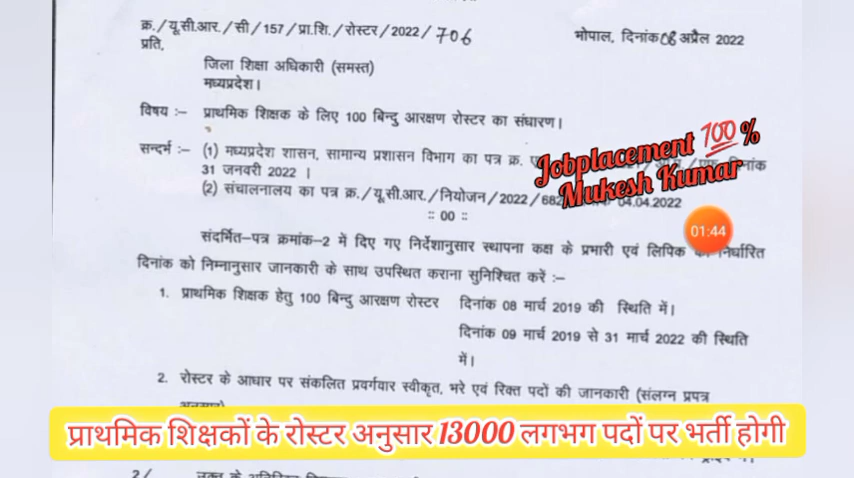 क्र./यू.सी.आर./सी/157/प्रा.शि./रोस्टर/2022/706
भोपाल, दिनांक 08 अप्रैल 2022
प्रति,
जिला शिक्षा अधिकारी (समस्त)
मध्यप्रदेश।
विषय :– प्राथमिक शिक्षक के लिए 100 बिन्दु आरक्षण रोस्टर का संधारण।
सन्दर्भ :– (1) मध्यप्रदेश शासन, सामान्य प्रशासन विभाग का पत्र क्र.
31 जनवरी 2022 ।
(2) संचालनालय का पत्र क्र./यू.सी.आर./नियोजन/2022/682 04.04.2022
Jobplacement 💯%
Mukesh Kumar
01:44
:: 00 ::
संदर्भित–पत्र क्रमांक–2 में दिए गए निर्देशानुसार स्थापना कक्ष के प्रभारी एवं लिपिक निर्धारित
दिनांक को निम्नानुसार जानकारी के साथ उपस्थित कराना सुनिश्चित करें :–
1. प्राथमिक शिक्षक हेतु 100 बिन्दु आरक्षण रोस्टर दिनांक 08 मार्च 2019 की स्थिति में।
दिनांक 09 मार्च 2019 से 31 मार्च 2022 की स्थिति
में।
2. रोस्टर के आधार पर संकलित प्रवर्गवार स्वीकृत, भरे एवं रिक्त पदों की जानकारी (संलग्न प्रपत्र
प्राथमिक शिक्षकों के रोस्टर अनुसार 13000 लगभग पदों पर भर्ती होगी